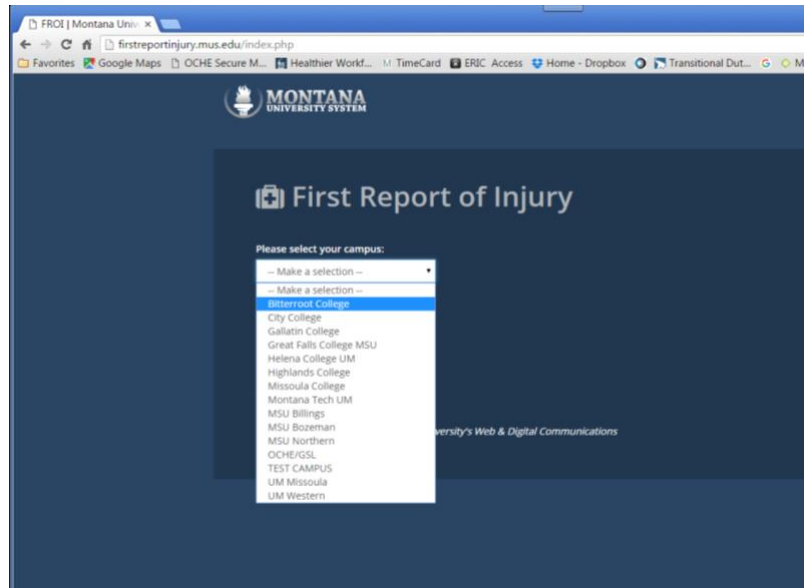 FROI | Montana Univ
firstreportinjury.mus.edu/index.php
Favorites Google Maps OCHE Secure M... Healthier Workf... TimeCard ERIC Access Home - Dropbox Transitional Dut... M
MONTANA
UNIVERSITY SYSTEM
First Report of Injury
Please select your campus:
-- Make a selection --
-- Make a selection --
Bitterroot College
City College
Gallatin College
Great Falls College MSU
Helena College UM
Highlands College
Missoula College
Montana Tech UM
MSU Billings
MSU Bozeman
versity's Web & Digital Communications
MSU Northern
OCHE/GSL
TEST CAMPUS
UM Missoula
UM Western